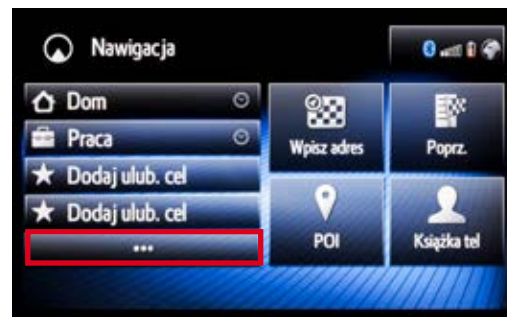 Nawigacja
Dom
Praca
Dodaj ulub. cel
Dodaj ulub. cel
...
Wpisz adres
Poprz.
POI
Książka tel